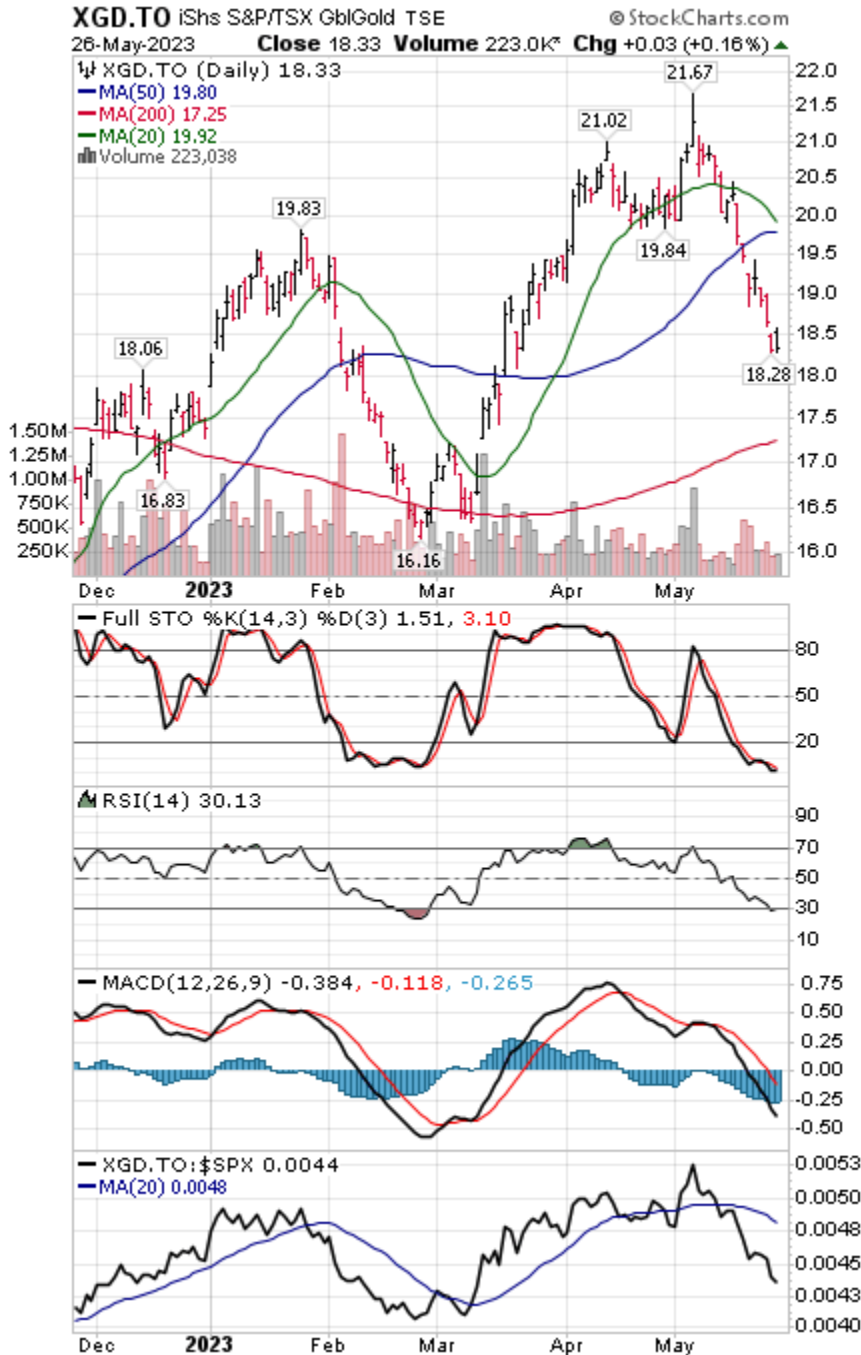 XGD.TO iShs S&P/TSX GblGold TSE © StockCharts.com
26-May-2023 Close 18.33 Volume 223.0K Chg +0.03 (+0.16%)
XGD.TO (Daily) 18.33
MA(50) 19.80
MA(200) 17.25
MA(20) 19.92
Volume 223,038
21.67
21.02
19.83
19.84
18.06
18.28
16.83
16.16
22.0
21.5
21.0
20.5
20.0
19.5
19.0
18.5
18.0
17.5
17.0
16.5
16.0
1.50M
1.25M
1.00M
750K
500K
250K
Dec 2023 Feb Mar Apr May
Full STO %K(14,3) %D(3) 1.51, 3.10
80
50
20
RSI(14) 30.13
90
70
50
30
10
MACD(12,26,9) -0.384, -0.118, -0.265
0.75
0.50
0.25
0.00
-0.25
-0.50
XGD.TO:$SPX 0.0044
MA(20) 0.0048
0.0053
0.0050
0.0048
0.0045
0.0043
0.0040
Dec 2023 Feb Mar Apr May